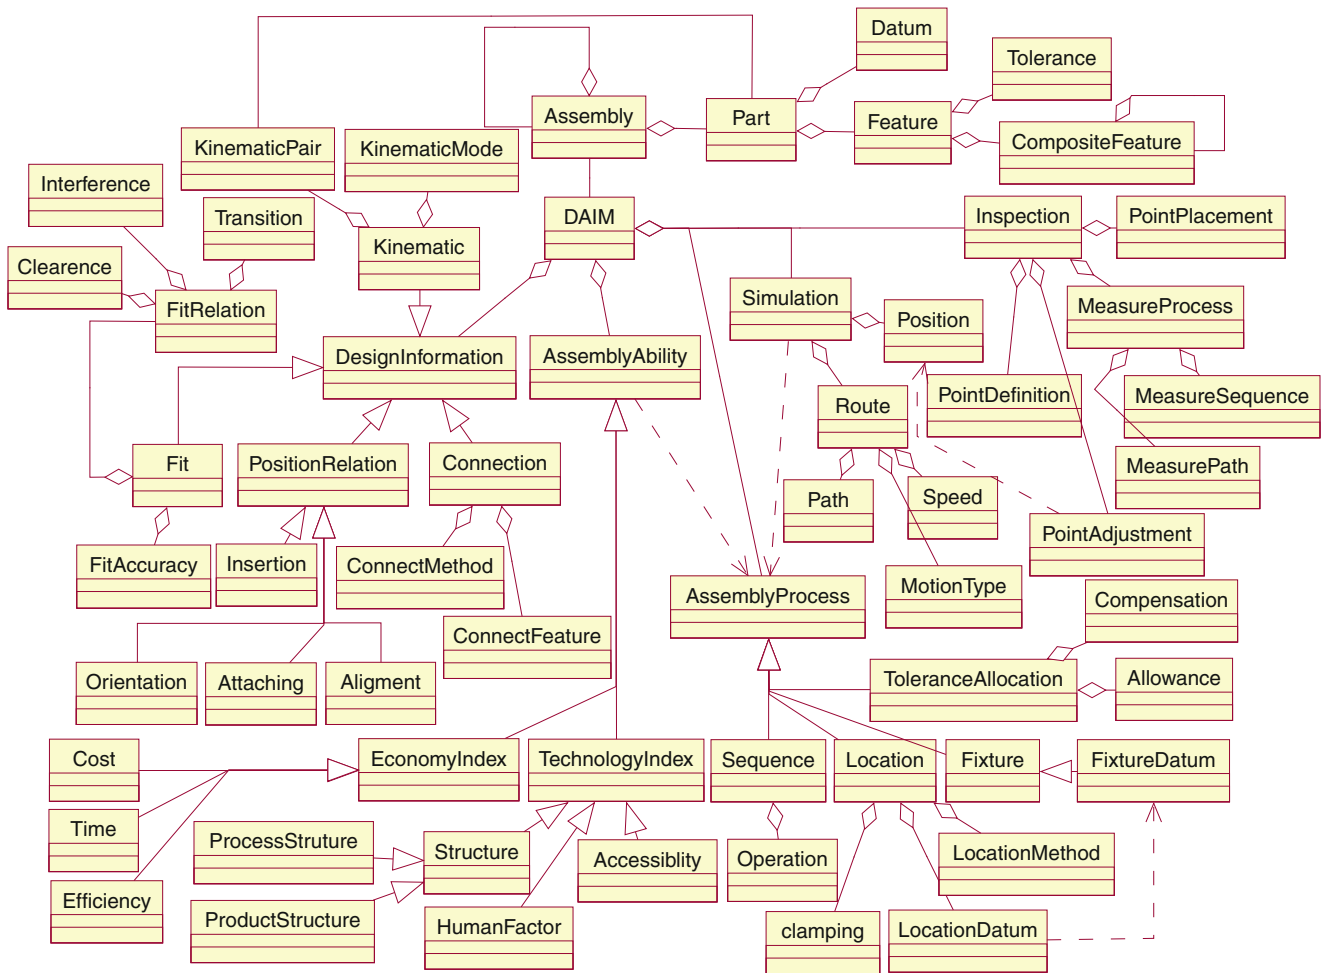 Datum
Tolerance
Assembly
Part
Feature
CompositeFeature
KinematicPair
KinematicMode
Interference
Transition
DAIM
Inspection
PointPlacement
Clearence
Kinematic
FitRelation
Simulation
Position
MeasureProcess
DesignInformation
AssemblyAbility
PointDefinition
MeasureSequence
Route
Fit
PositionRelation
Connection
MeasurePath
Path
Speed
PointAdjustment
FitAccuracy
Insertion
ConnectMethod
MotionType
AssemblyProcess
Compensation
ConnectFeature
Orientation
Attaching
Aligment
ToleranceAllocation
Allowance
Cost
EconomyIndex
TechnologyIndex
Sequence
Location
Fixture
FixtureDatum
Time
ProcessStruture
Structure
Accessiblity
Operation
LocationMethod
Efficiency
ProductStructure
HumanFactor
clamping
LocationDatum